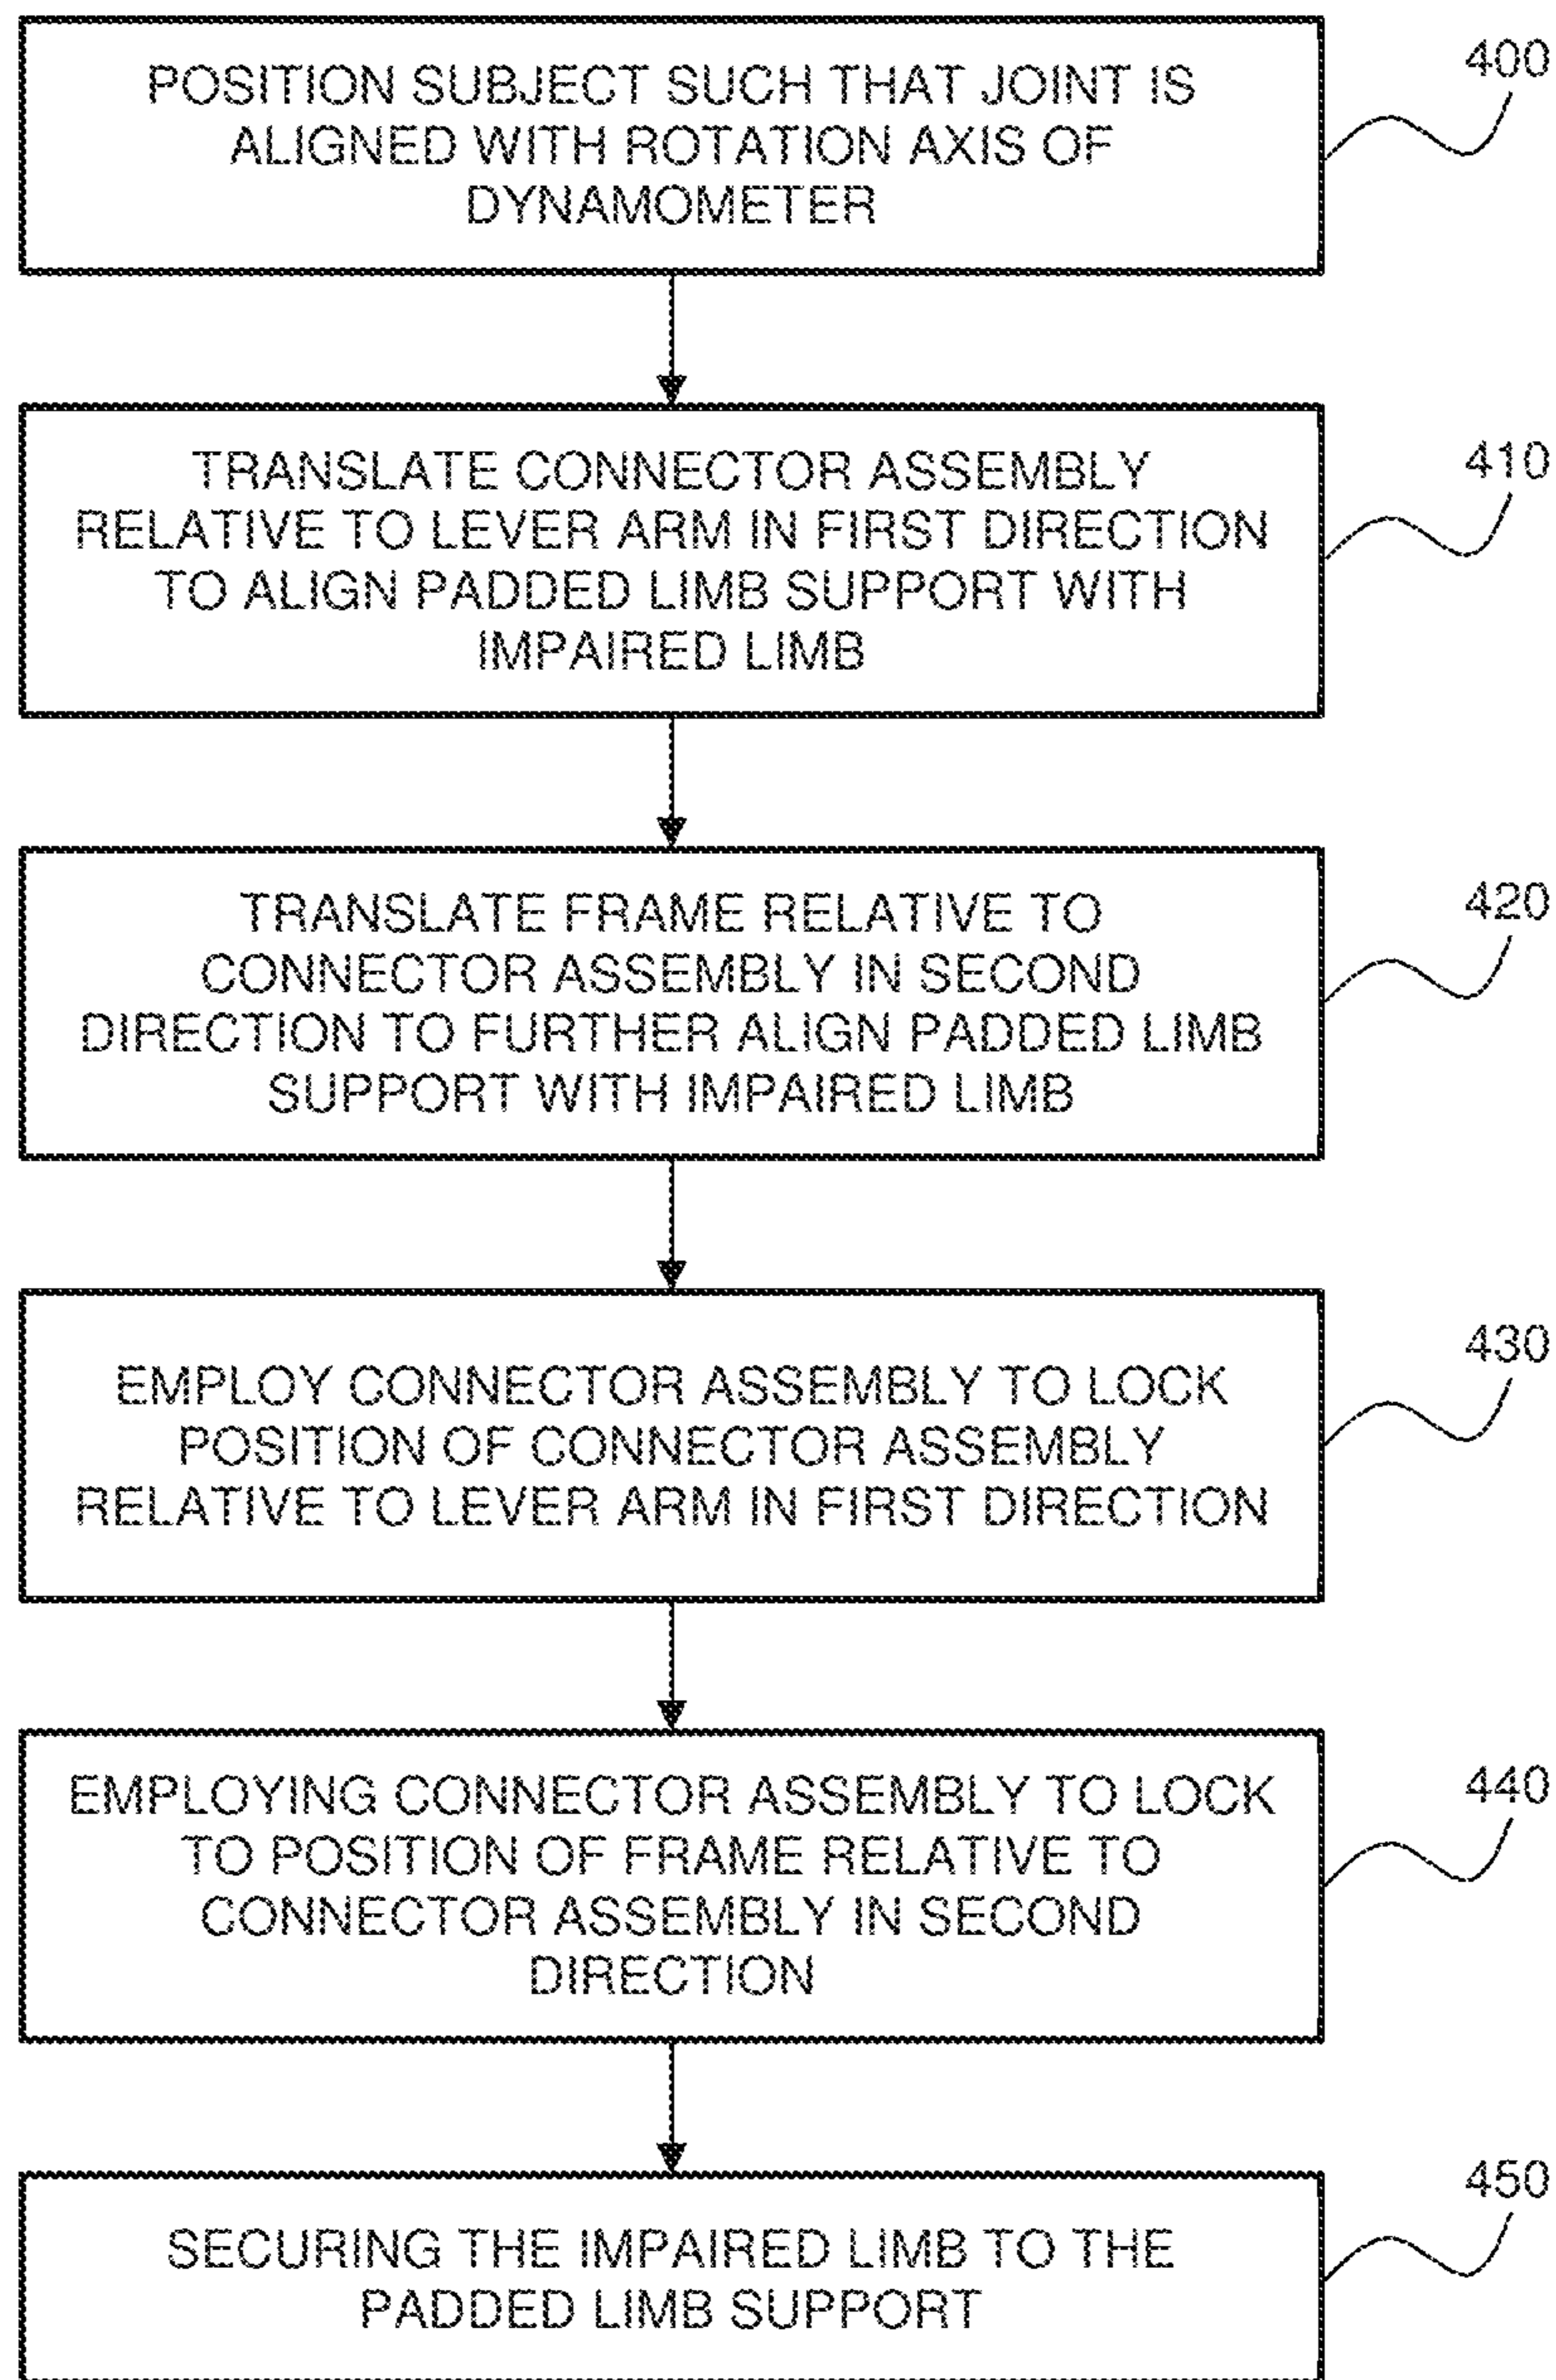 POSITION SUBJECT SUCH THAT JOINT IS
ALIGNED WITH ROTATION AXIS OF
DYNAMOMETER
400
TRANSLATE CONNECTOR ASSEMBLY
RELATIVE TO LEVER ARM IN FIRST DIRECTION
TO ALIGN PADDED LIMB SUPPORT WITH
IMPAIRED LIMB
410
TRANSLATE FRAME RELATIVE TO
CONNECTOR ASSEMBLY IN SECOND
DIRECTION TO FURTHER ALIGN PADDED LIMB
SUPPORT WITH IMPAIRED LIMB
420
EMPLOY CONNECTOR ASSEMBLY TO LOCK
POSITION OF CONNECTOR ASSEMBLY
RELATIVE TO LEVER ARM IN FIRST DIRECTION
430
EMPLOYING CONNECTOR ASSEMBLY TO LOCK
TO POSITION OF FRAME RELATIVE TO
CONNECTOR ASSEMBLY IN SECOND
DIRECTION
440
SECURING THE IMPAIRED LIMB TO THE
PADDED LIMB SUPPORT
450